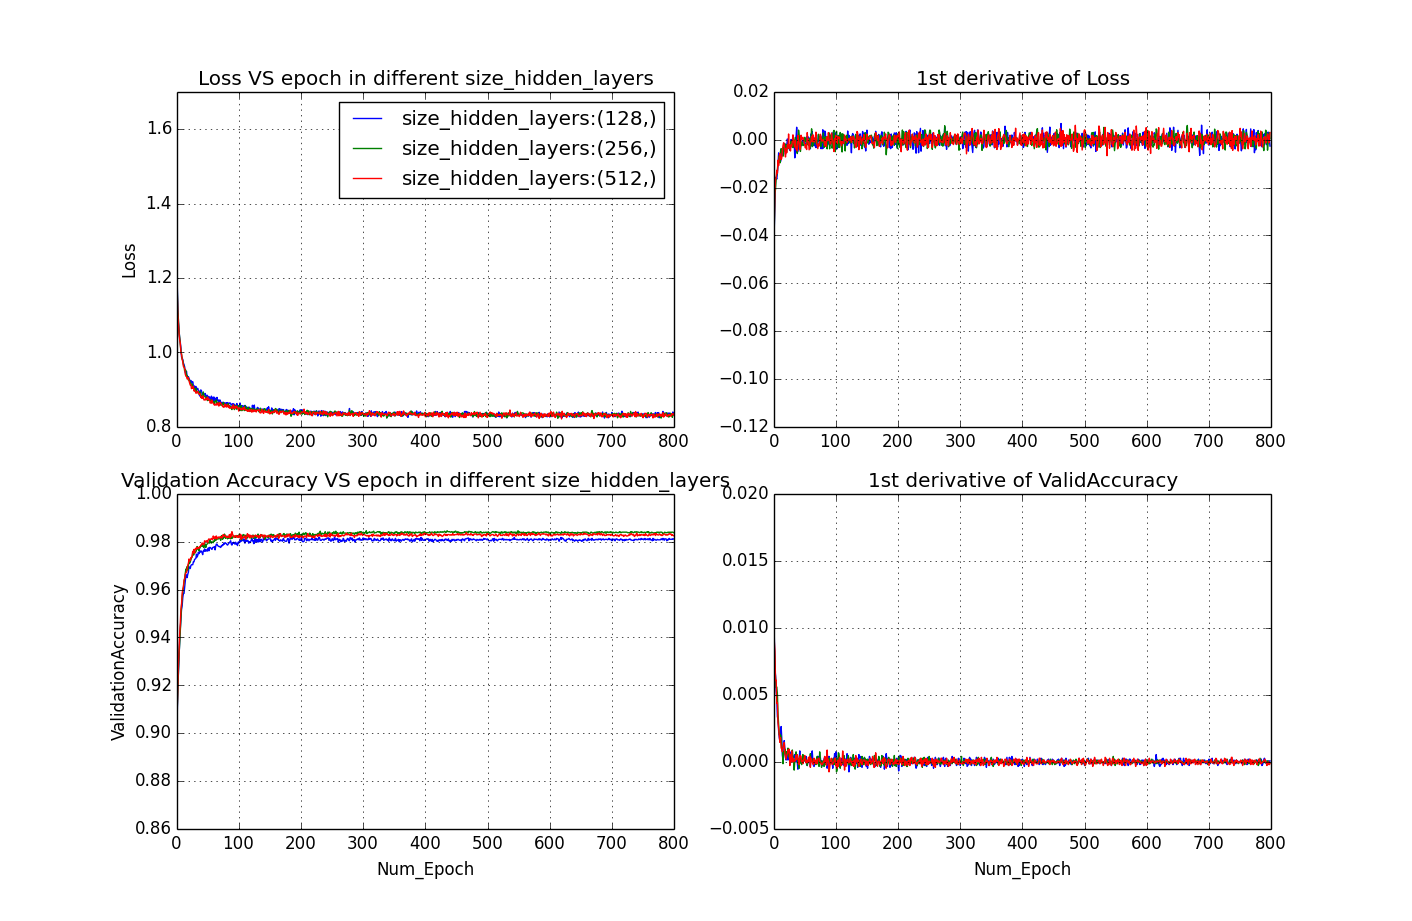 Loss VS epoch in different size_hidden_layers
1.6
1.4
1.2
1.0
0.8
Loss
size_hidden_layers:(128,)
size_hidden_layers:(256,)
size_hidden_layers:(512,)
0 100 200 300 400 500 600 700 800
1st derivative of Loss
0.02
0.00
−0.02
−0.04
−0.06
−0.08
−0.10
−0.12
0 100 200 300 400 500 600 700 800
Validation Accuracy VS epoch in different size_hidden_layers
1.00
0.98
0.96
0.94
0.92
0.90
0.88
0.86
ValidationAccuracy
0 100 200 300 400 500 600 700 800
Num_Epoch
1st derivative of ValidAccuracy
0.020
0.015
0.010
0.005
0.000
−0.005
0 100 200 300 400 500 600 700 800
Num_Epoch